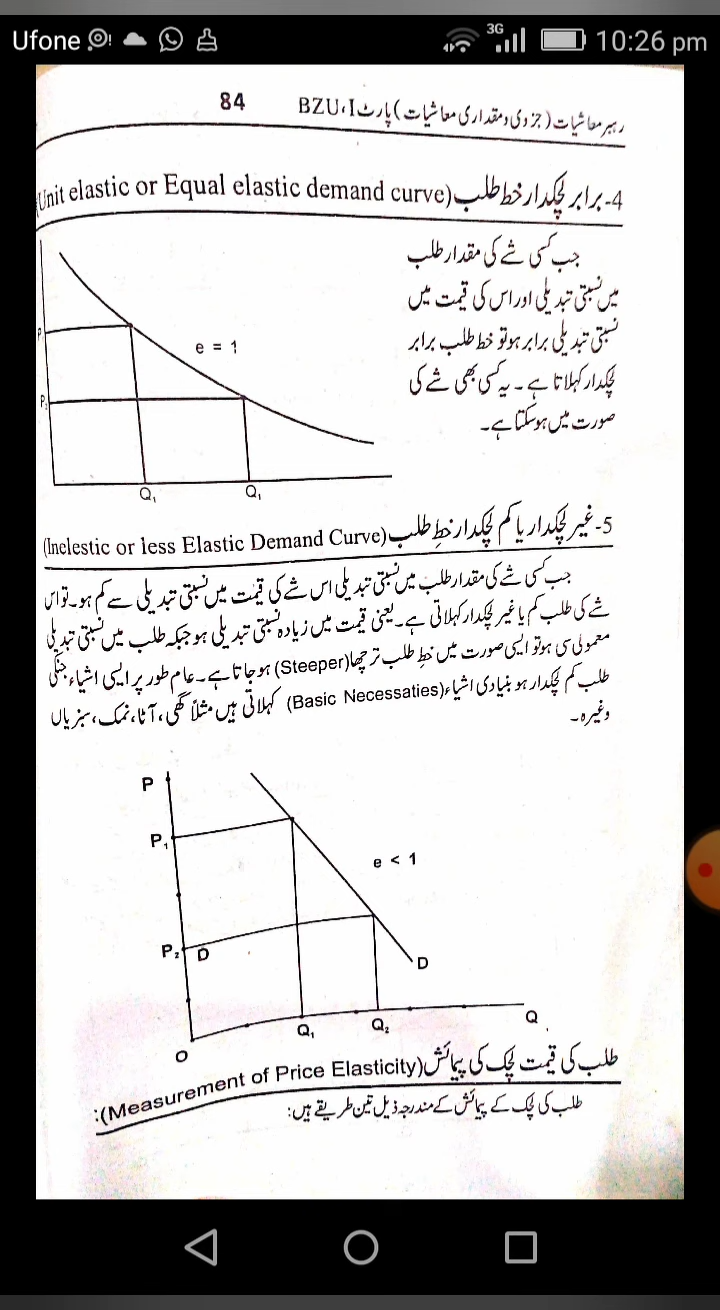 Ufone 3G 10:26 pm
84 رہبر معاشیات (جزوی و مقداری معاشیات) پارٹ BZU،I
4-برابر لچکدار خط طلب (Unit elastic or Equal elastic demand curve)
جب کسی شے کی مقدار طلب
میں نسبتی تبدیلی اور اس کی قیمت میں
نسبتی تبدیلی برابر ہو تو خط طلب برابر
لچکدار کہلاتا ہے۔ یہ کسی بھی شے کی
صورت میں ہو سکتا ہے۔
P
e = 1
P₂
Q₁ Q₁
5-غیر لچکدار یا کم لچکدار خطِ طلب (Inelestic or less Elastic Demand Curve)
جب کسی شے کی مقدار طلب میں نسبتی تبدیلی اس شے کی قیمت میں نسبتی تبدیلی سے کم ہو۔ تو اس
شے کی طلب کم یا غیر لچکدار کہلاتی ہے۔ یعنی قیمت میں زیادہ نسبتی تبدیلی ہو جبکہ طلب میں نسبتی تبدیلی
معمولی سی ہو تو ایسی صورت میں خطِ طلب ترچھا (Steeper) ہو جاتا ہے۔ عام طور پر ایسی اشیاء جنکی
طلب کم لچکدار ہو بنیادی اشیاء (Basic Necessaties) کہلاتی ہیں مثلاً گھی، آٹا، نمک، سبزیاں
وغیرہ۔
P
P₁
e < 1
P₂ D
D
O Q₁ Q₂ Q
طلب کی قیمت لچک کی پیمائش (Measurement of Price Elasticity):
طلب کی لچک کے پیمائش کے مندرجہ ذیل تین طریقے ہیں: